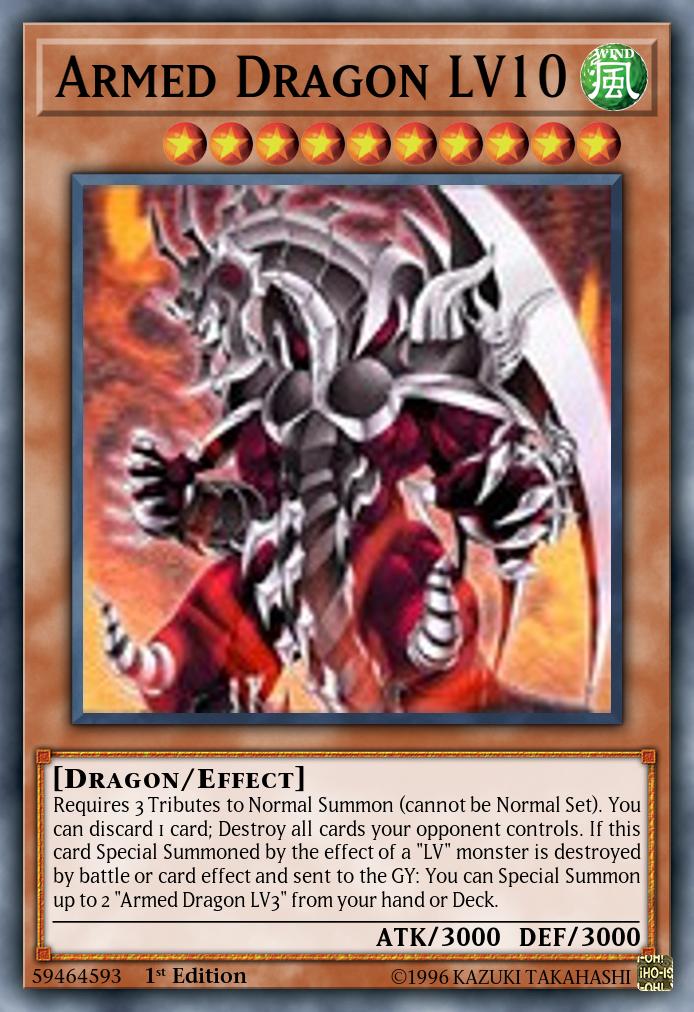 Armed Dragon LV10
WIND
風
[Dragon/Effect]
Requires 3 Tributes to Normal Summon (cannot be Normal Set). You
can discard 1 card; Destroy all cards your opponent controls. If this
card Special Summoned by the effect of a "LV" monster is destroyed
by battle or card effect and sent to the GY: You can Special Summon
up to 2 "Armed Dragon LV3" from your hand or Deck.
ATK/3000 DEF/3000
59464593 1st Edition ©1996 KAZUKI TAKAHASHI